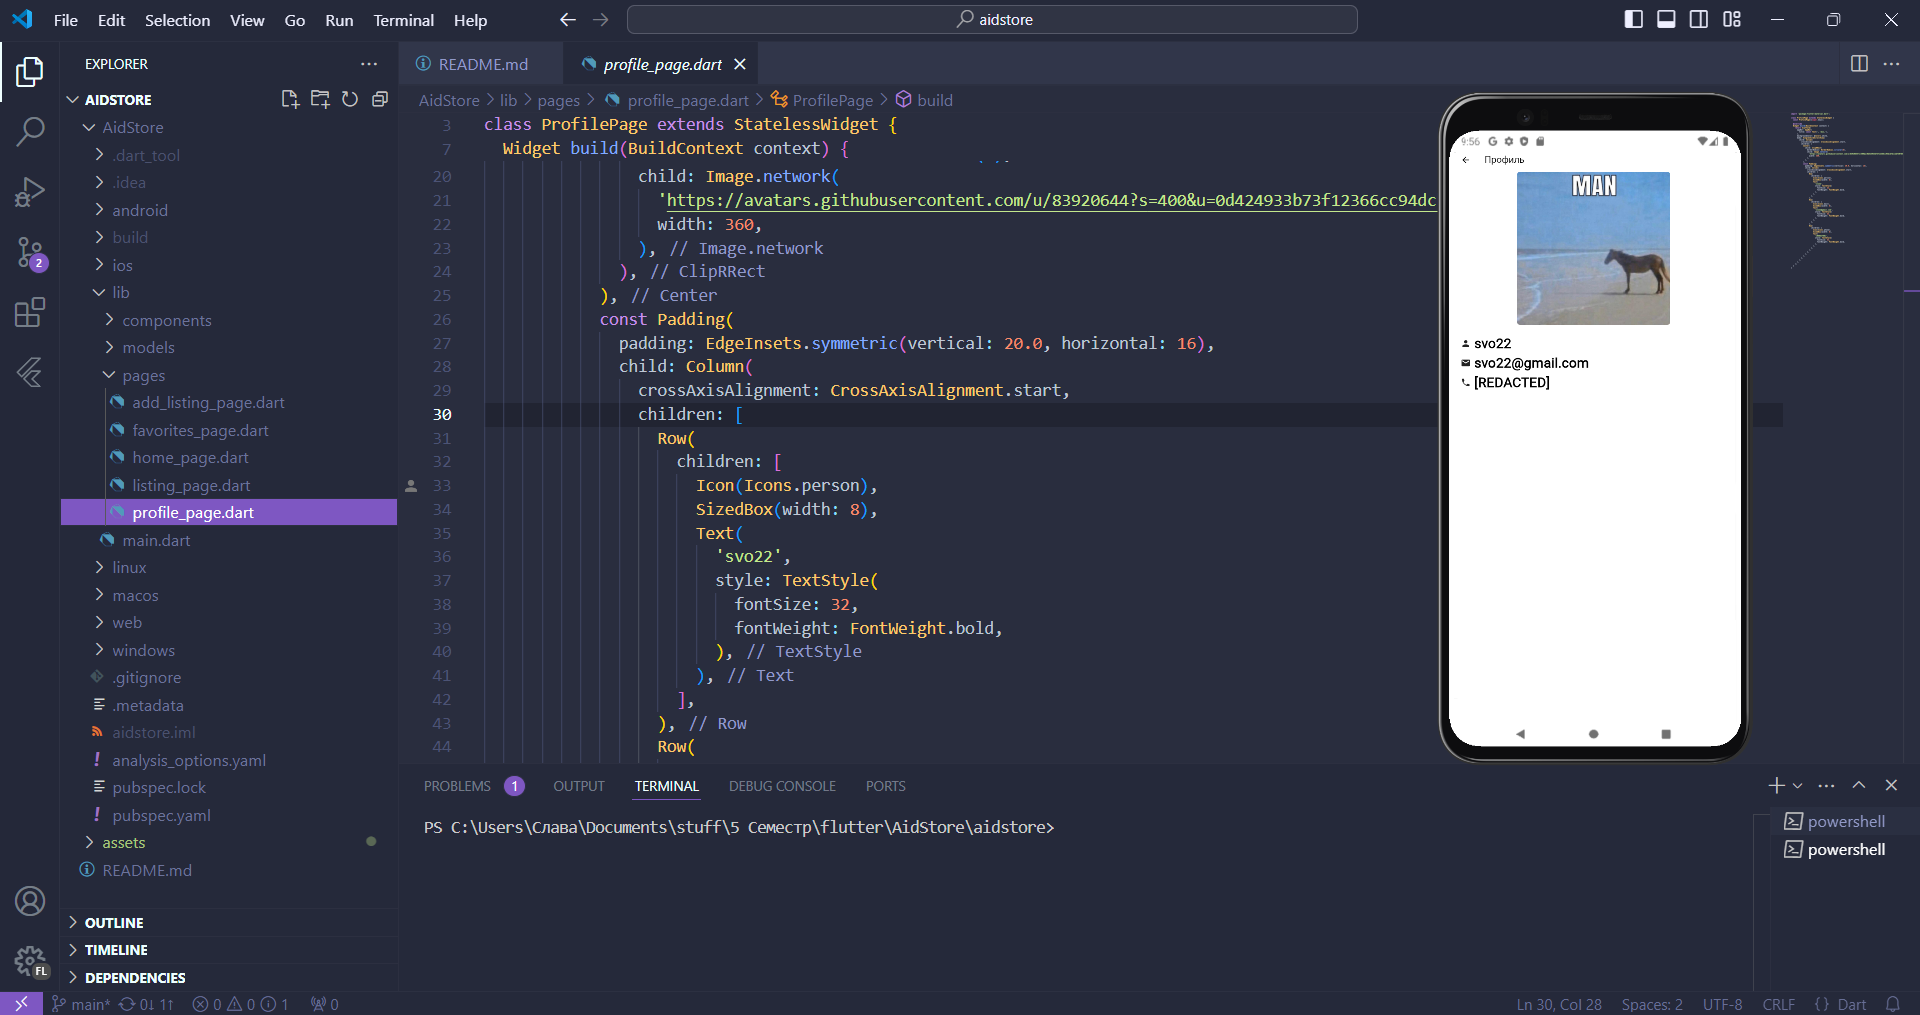 File Edit Selection View Go Run Terminal Help
aidstore
EXPLORER
AIDSTORE
AidStore
.dart_tool
.idea
android
build
ios
lib
components
models
pages
add_listing_page.dart
favorites_page.dart
home_page.dart
listing_page.dart
profile_page.dart
main.dart
linux
macos
web
windows
.gitignore
.metadata
aidstore.iml
analysis_options.yaml
pubspec.lock
pubspec.yaml
assets
README.md
OUTLINE
TIMELINE
DEPENDENCIES
2
FL
README.md
profile_page.dart
AidStore > lib > pages > profile_page.dart > ProfilePage > build
3 class ProfilePage extends StatelessWidget {
7 Widget build(BuildContext context) {
20 child: Image.network(
21 'https://avatars.githubusercontent.com/u/83920644?s=400&u=0d424933b73f12366cc94dc
22 width: 360,
23 ), // Image.network
24 ), // ClipRRect
25 ), // Center
26 const Padding(
27 padding: EdgeInsets.symmetric(vertical: 20.0, horizontal: 16),
28 child: Column(
29 crossAxisAlignment: CrossAxisAlignment.start,
30 children: [
31 Row(
32 children: [
33 Icon(Icons.person),
34 SizedBox(width: 8),
35 Text(
36 'svo22',
37 style: TextStyle(
38 fontSize: 32,
39 fontWeight: FontWeight.bold,
40 ), // TextStyle
41 ), // Text
42 ],
43 ), // Row
44 Row(
9:56
Профиль
MAN
svo22
svo22@gmail.com
[REDACTED]
PROBLEMS 1 OUTPUT TERMINAL DEBUG CONSOLE PORTS
PS C:\Users\Слава\Documents\stuff\5 Семестр\flutter\AidStore\aidstore>
powershell
powershell
main* 0↓ 1↑ 0 0 1 0
Ln 30, Col 28 Spaces: 2 UTF-8 CRLF {} Dart